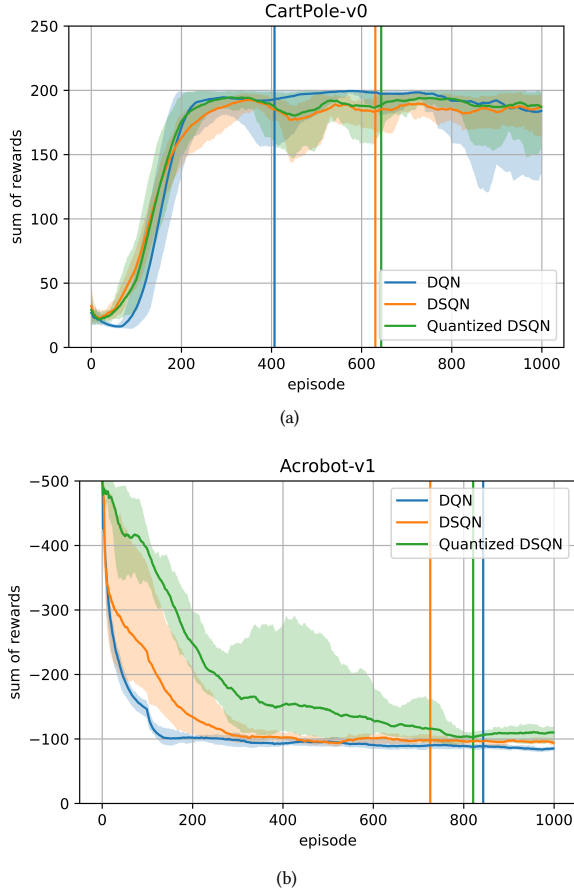 CartPole-v0
250
200
150
100
50
0
sum of rewards
DQN
DSQN
Quantized DSQN
0 200 400 600 800 1000
episode
(a)
Acrobot-v1
−500
−400
−300
−200
−100
0
sum of rewards
DQN
DSQN
Quantized DSQN
0 200 400 600 800 1000
episode
(b)